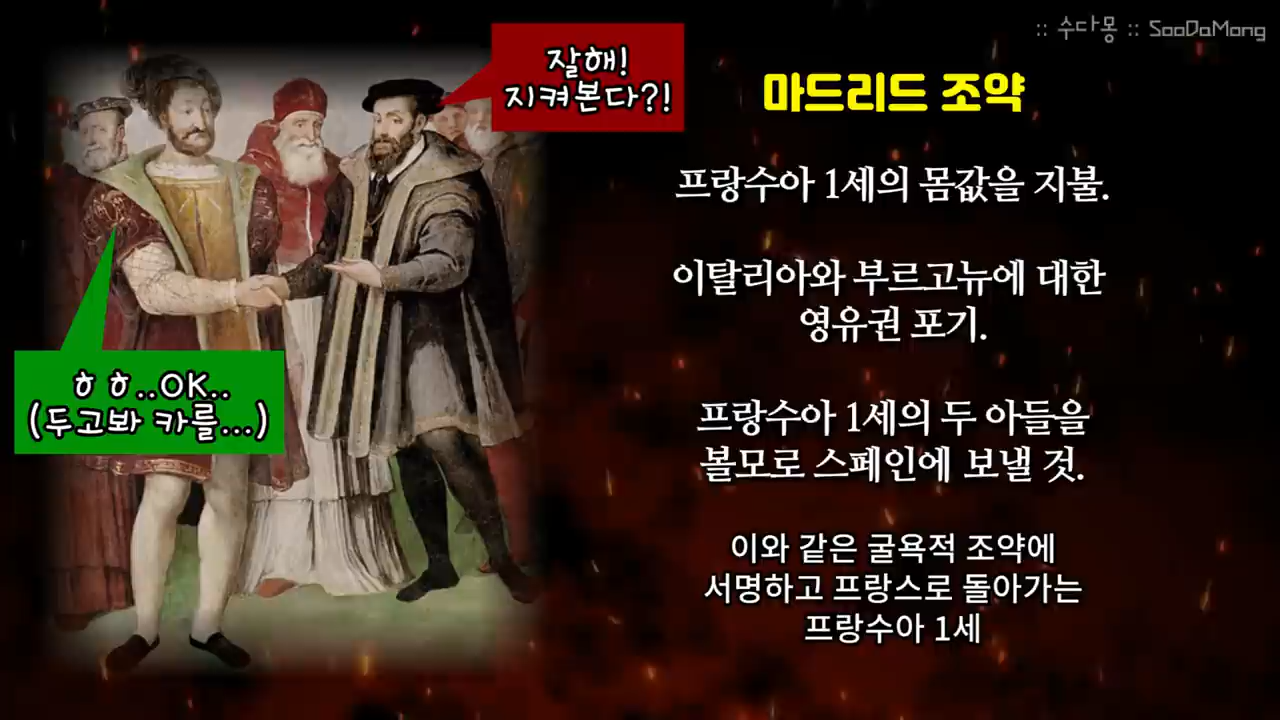 :: 수다몽 :: SooDaMong
잘해!
지켜본다?!
마드리드 조약
프랑수아 1세의 몸값을 지불.
이탈리아와 부르고뉴에 대한
영유권 포기.
ㅎㅎ..OK..
(두고봐 카를...)
프랑수아 1세의 두 아들을
볼모로 스페인에 보낼 것.
이와 같은 굴욕적 조약에
서명하고 프랑스로 돌아가는
프랑수아 1세